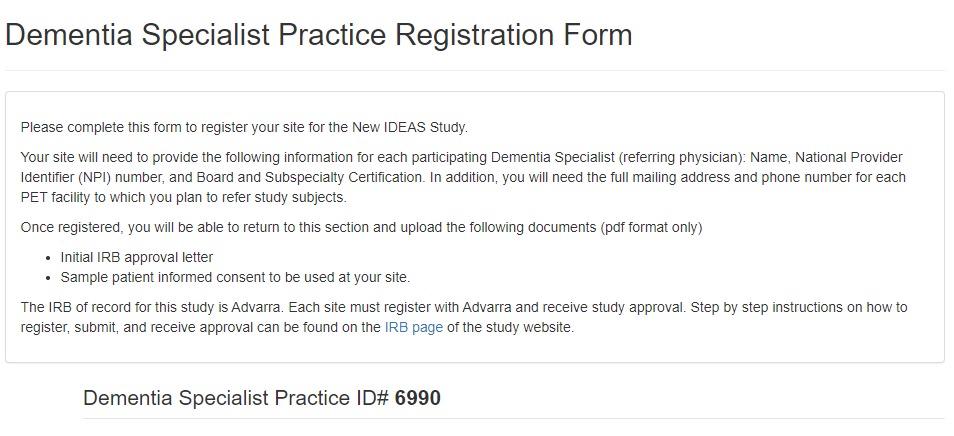 Dementia Specialist Practice Registration Form
Please complete this form to register your site for the New IDEAS Study.
Your site will need to provide the following information for each participating Dementia Specialist (referring physician): Name, National Provider
Identifier (NPI) number, and Board and Subspecialty Certification. In addition, you will need the full mailing address and phone number for each
PET facility to which you plan to refer study subjects.
Once registered, you will be able to return to this section and upload the following documents (pdf format only)
• Initial IRB approval letter
• Sample patient informed consent to be used at your site.
The IRB of record for this study is Advarra. Each site must register with Advarra and receive study approval. Step by step instructions on how to
register, submit, and receive approval can be found on the IRB page of the study website.
Dementia Specialist Practice ID# 6990